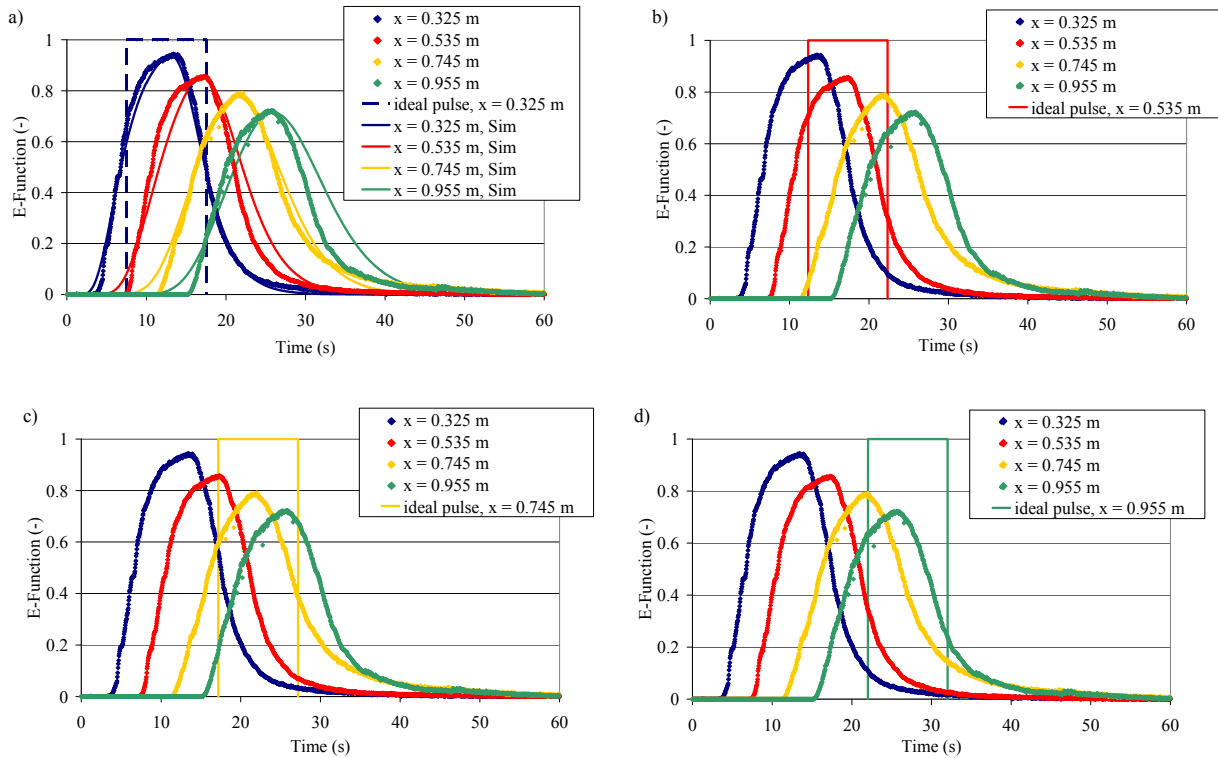 a)
x = 0.325 m
x = 0.535 m
x = 0.745 m
x = 0.955 m
ideal pulse, x = 0.325 m
x = 0.325 m, Sim
x = 0.535 m, Sim
x = 0.745 m, Sim
x = 0.955 m, Sim
E-Function (-)
1
0.8
0.6
0.4
0.2
0
0 10 20 30 40 50 60
Time (s)
b)
x = 0.325 m
x = 0.535 m
x = 0.745 m
x = 0.955 m
ideal pulse, x = 0.535 m
E-Function (-)
1
0.8
0.6
0.4
0.2
0
0 10 20 30 40 50 60
Time (s)
c)
x = 0.325 m
x = 0.535 m
x = 0.745 m
x = 0.955 m
ideal pulse, x = 0.745 m
E-Function (-)
1
0.8
0.6
0.4
0.2
0
0 10 20 30 40 50 60
Time (s)
d)
x = 0.325 m
x = 0.535 m
x = 0.745 m
x = 0.955 m
ideal pulse, x = 0.955 m
E-Function (-)
1
0.8
0.6
0.4
0.2
0
0 10 20 30 40 50 60
Time (s)